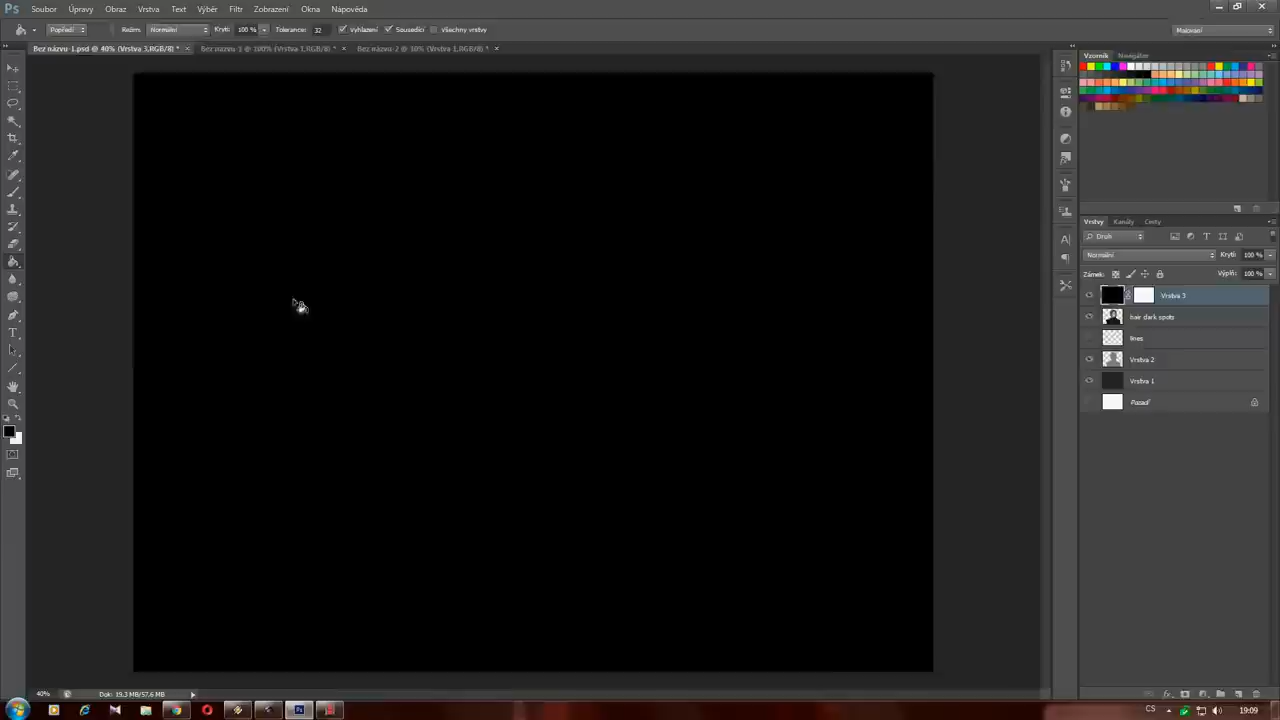 Ps Soubor Úpravy Obraz Vrstva Text Výběr Filtr Zobrazení Okna Nápověda
Popředí Režim: Normální Krytí: 100 % Tolerance: 32 Vyhlazení Sousedící Všechny vrstvy Malování
Bez názvu-1.psd @ 40% (Vrstva 3,RGB/8) * × Bez názvu-1 @ 100% (Vrstva 1,RGB/8) * × Bez názvu-2 @ 10% (Vrstva 1,RGB/8) * ×
Vzorník Navigátor
Vrstvy Kanály Cesty
Druh
Normální Krytí: 100 %
Zámek: Výplň: 100 %
Vrstva 3
hair dark spots
lines
Vrstva 2
Vrstva 1
Pozadí
40% Dok: 19,3 MB/57,6 MB
CS 19:09